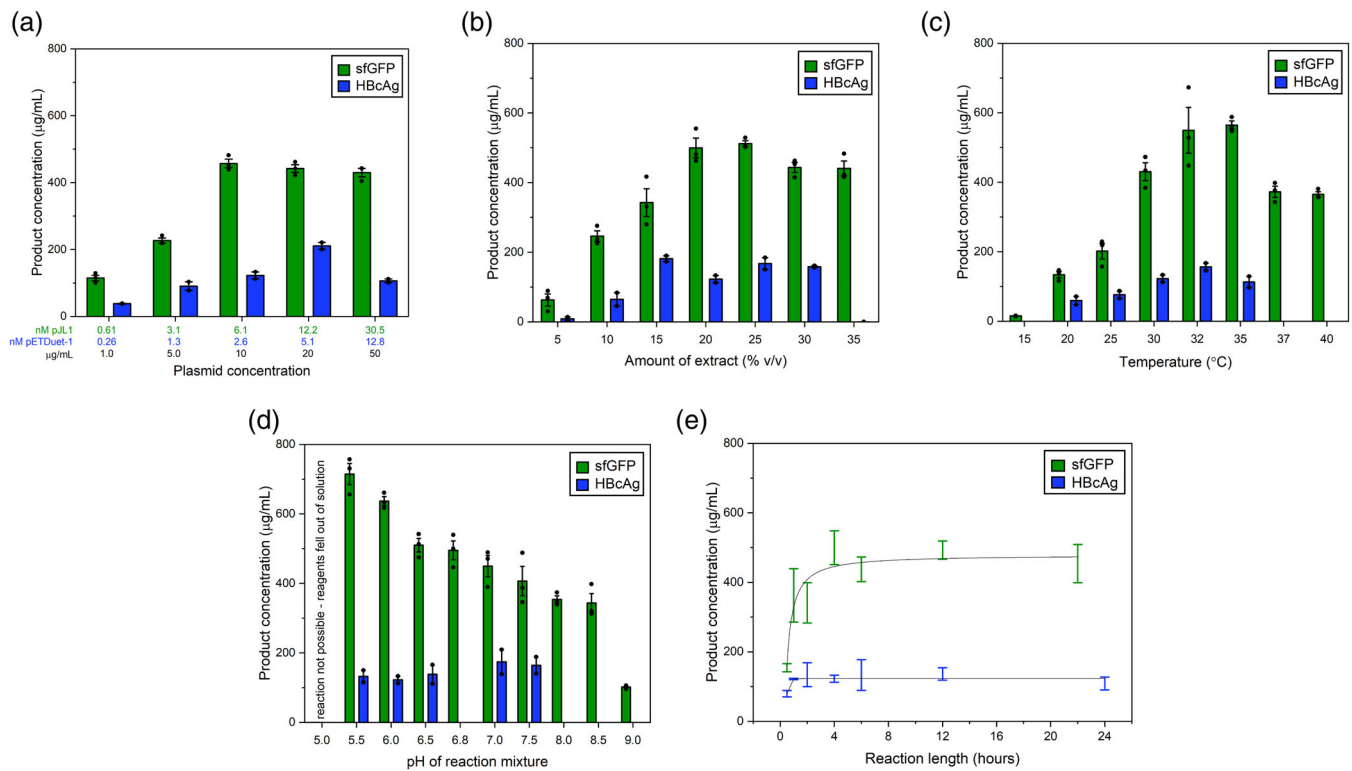 (a)
800
600
400
200
0
Product concentration (μg/mL)
sfGFP
HBcAg
nM pJL1 0.61 3.1 6.1 12.2 30.5
nM pETDuet-1 0.26 1.3 2.6 5.1 12.8
μg/mL 1.0 5.0 10 20 50
Plasmid concentration
(b)
800
600
400
200
0
Product concentration (μg/mL)
sfGFP
HBcAg
5 10 15 20 25 30 35
Amount of extract (% v/v)
(c)
800
600
400
200
0
Product concentration (μg/mL)
sfGFP
HBcAg
15 20 25 30 32 35 37 40
Temperature (°C)
(d)
800
600
400
200
0
Product concentration (μg/mL)
reaction not possible - reagents fell out of solution
sfGFP
HBcAg
5.0 5.5 6.0 6.5 6.8 7.0 7.5 8.0 8.5 9.0
pH of reaction mixture
(e)
800
600
400
200
0
Product concentration (μg/mL)
sfGFP
HBcAg
0 4 8 12 16 20 24
Reaction length (hours)